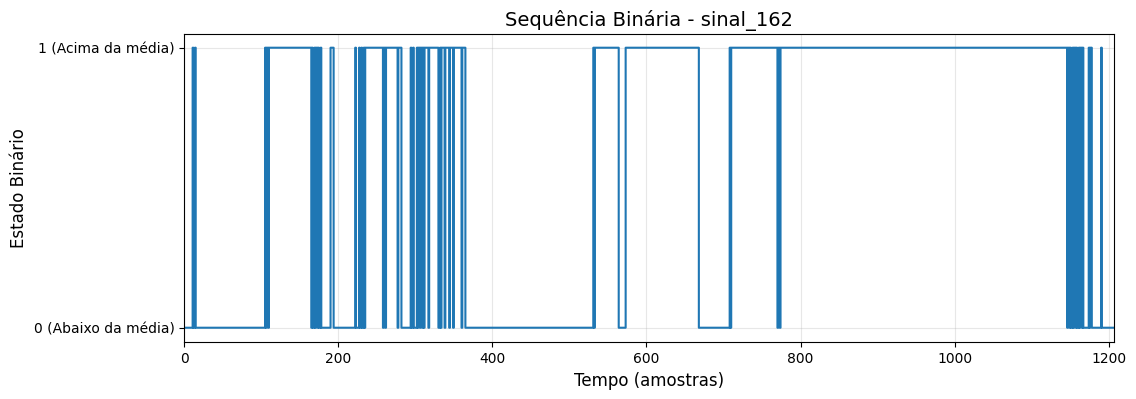 Sequência Binária - sinal_162
1 (Acima da média)
0 (Abaixo da média)
Estado Binário
0
200
400
600
800
1000
1200
Tempo (amostras)